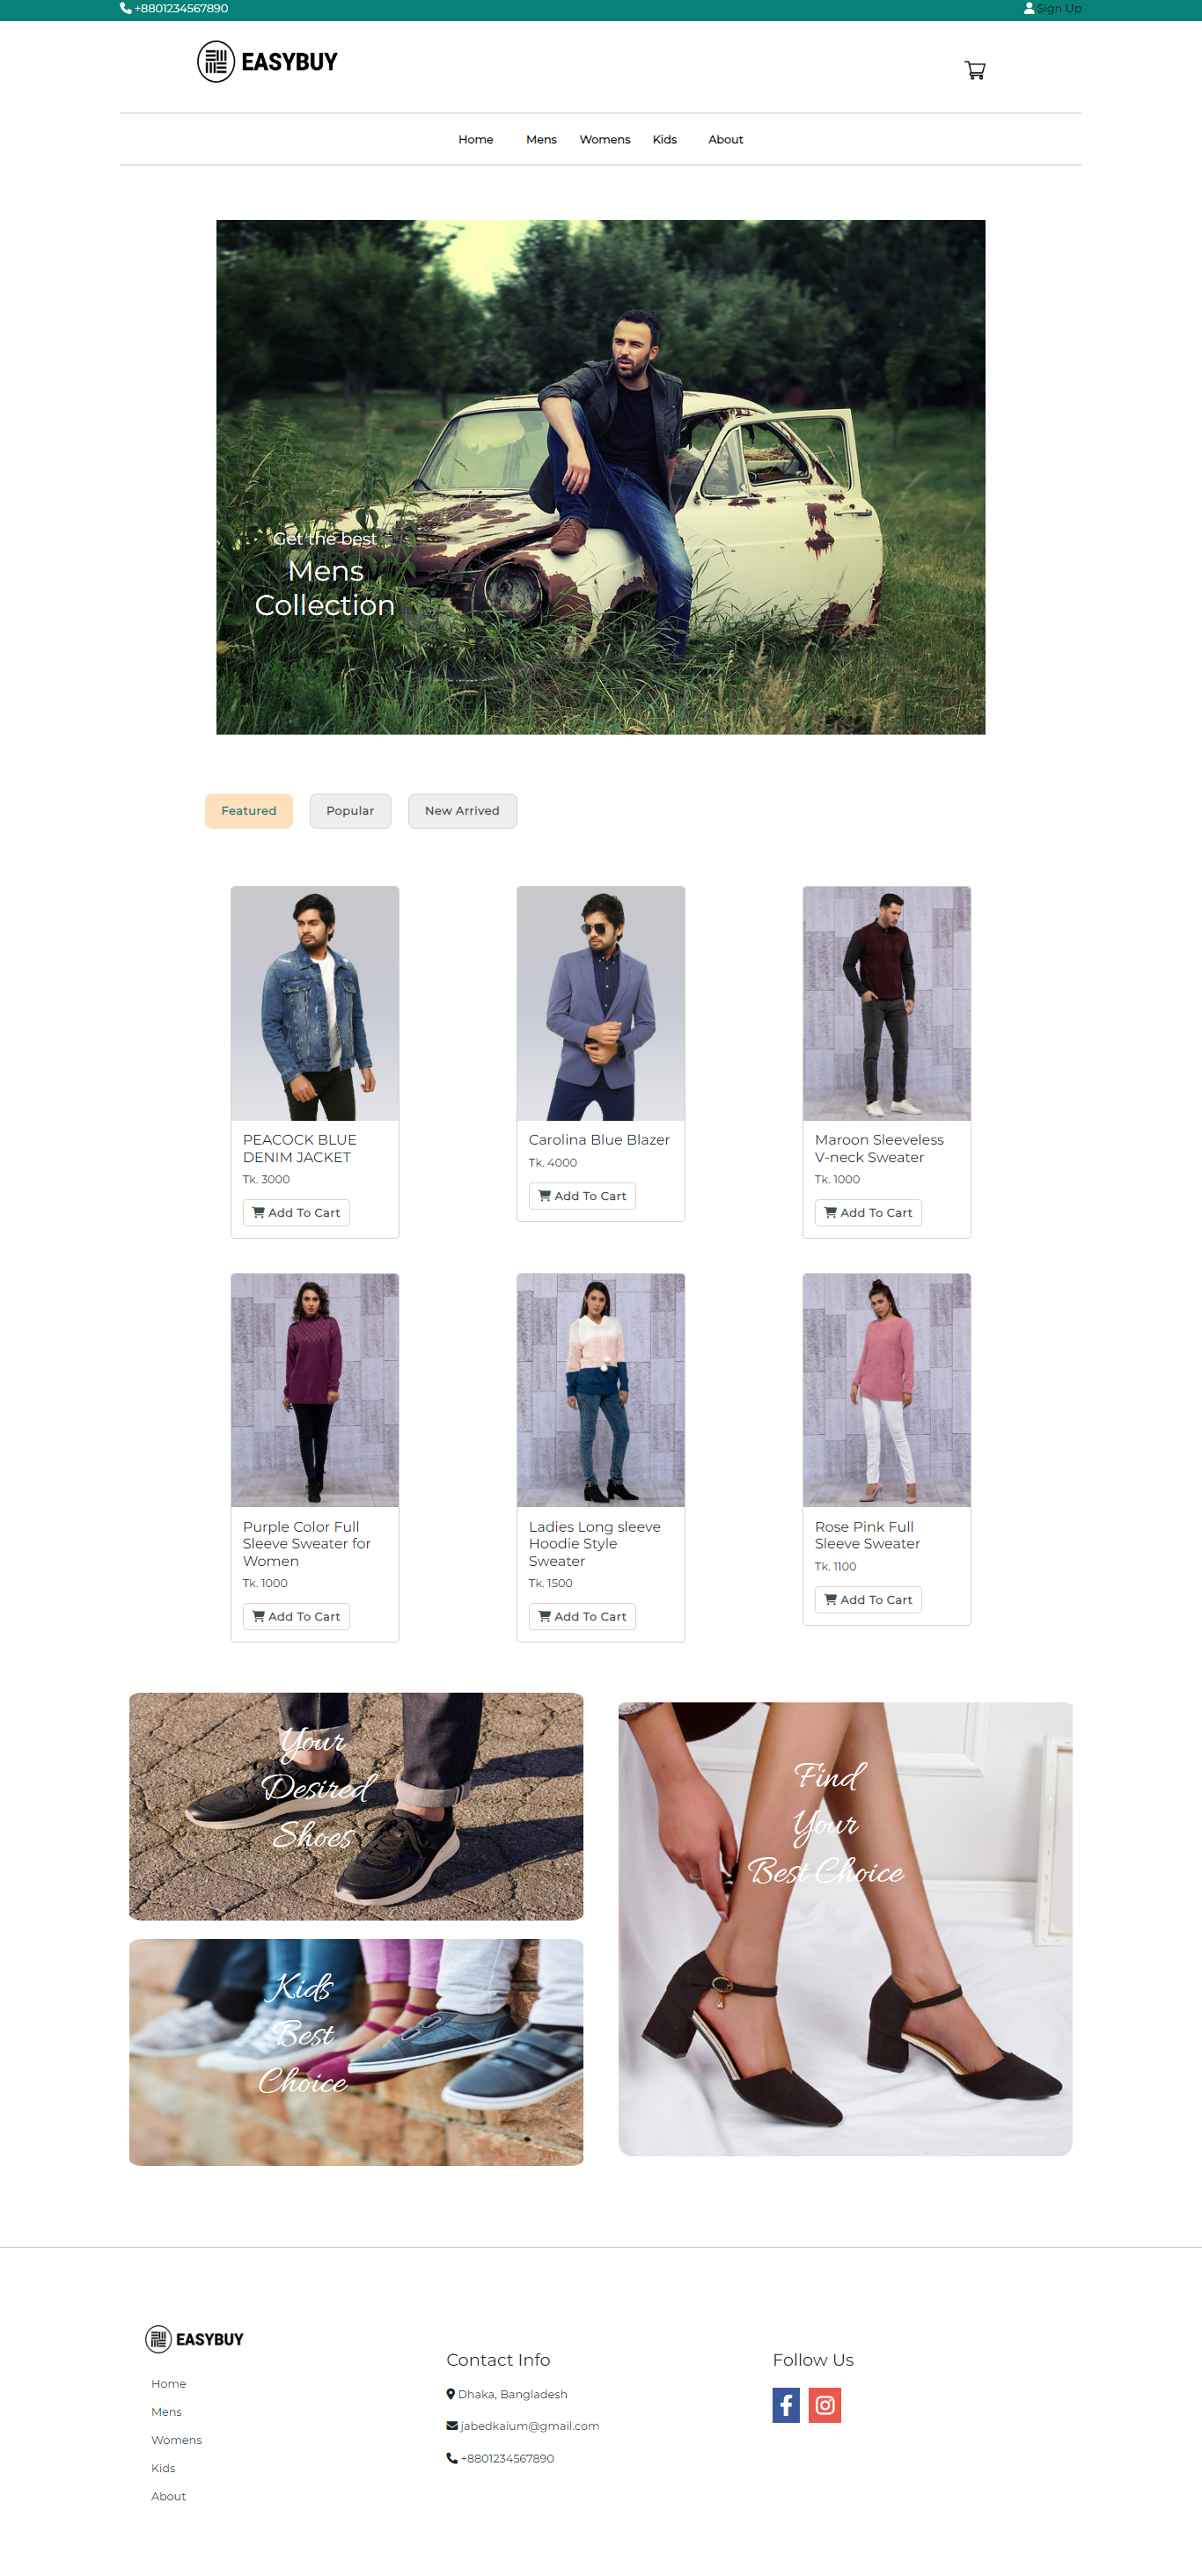 +8801234567890 Sign Up
EASYBUY
Home Mens Womens Kids About
Get the best
Mens
Collection
Featured Popular New Arrived
PEACOCK BLUE
DENIM JACKET
Tk. 3000
Add To Cart
Carolina Blue Blazer
Tk. 4000
Add To Cart
Maroon Sleeveless
V-neck Sweater
Tk. 1000
Add To Cart
Purple Color Full
Sleeve Sweater for
Women
Tk. 1000
Add To Cart
Ladies Long sleeve
Hoodie Style
Sweater
Tk. 1500
Add To Cart
Rose Pink Full
Sleeve Sweater
Tk. 1100
Add To Cart
Your
Desired
Shoes
Find
Your
Best Choice
Kids
Best
Choice
EASYBUY
Home
Mens
Womens
Kids
About
Contact Info
Dhaka, Bangladesh
jabedkaium@gmail.com
+8801234567890
Follow Us